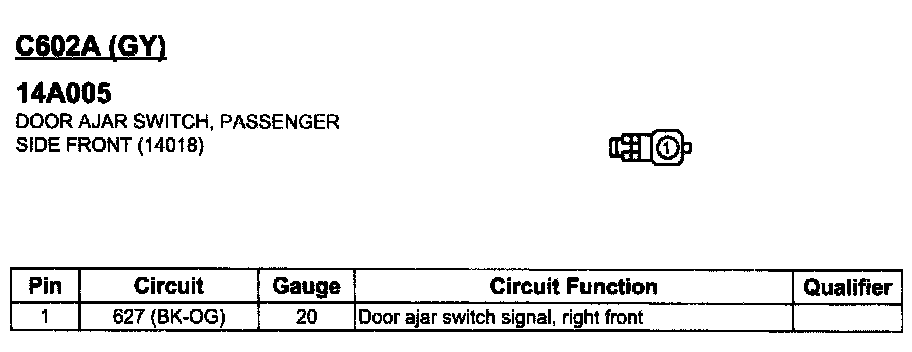 C602A (GY)
14A005
DOOR AJAR SWITCH, PASSENGER
SIDE FRONT (14018)
1
Pin Circuit Gauge Circuit Function Qualifier
1 627 (BK-OG) 20 Door ajar switch signal, right front